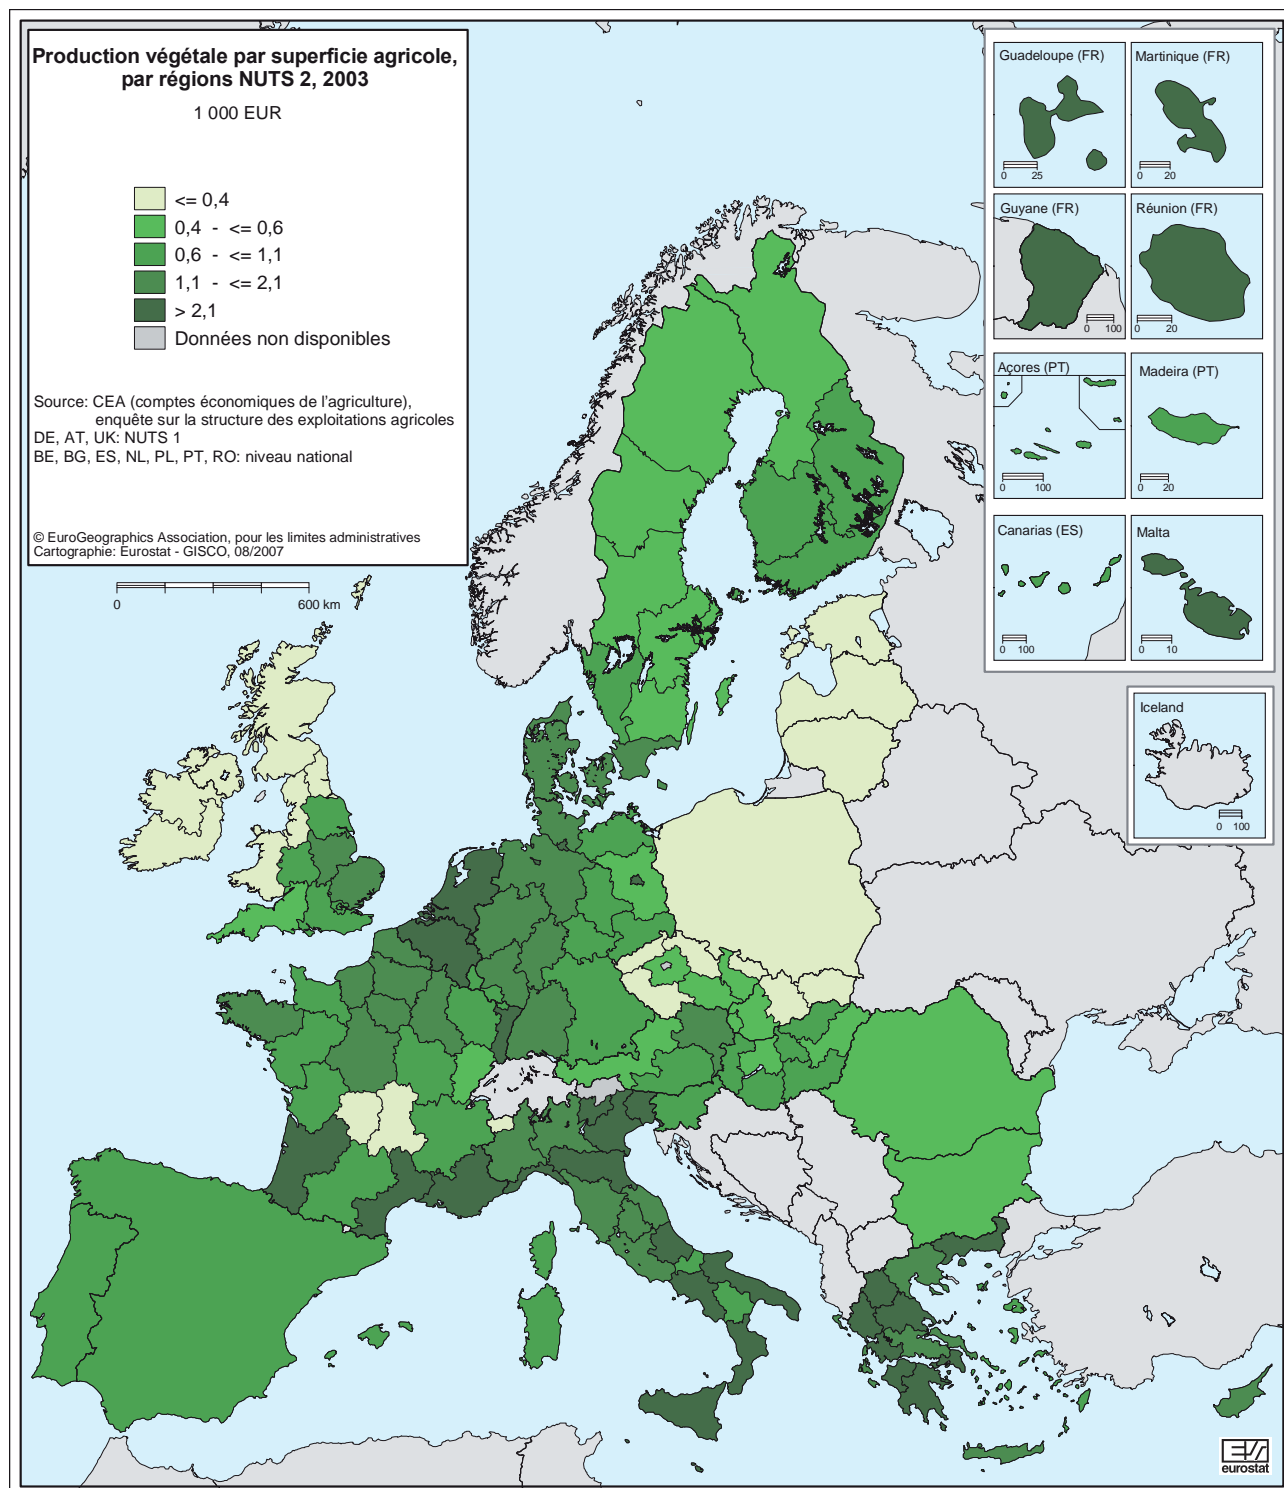 Production végétale par superficie agricole,
par régions NUTS 2, 2003
1 000 EUR
<= 0,4
0,4 - <= 0,6
0,6 - <= 1,1
1,1 - <= 2,1
> 2,1
Données non disponibles
Source: CEA (comptes économiques de l'agriculture),
enquête sur la structure des exploitations agricoles
DE, AT, UK: NUTS 1
BE, BG, ES, NL, PL, PT, RO: niveau national
© EuroGeographics Association, pour les limites administratives
Cartographie: Eurostat - GISCO, 08/2007
0 600 km
Guadeloupe (FR)
0 25
Martinique (FR)
0 20
Guyane (FR)
0 100
Réunion (FR)
0 20
Açores (PT)
0 100
Madeira (PT)
0 20
Canarias (ES)
0 100
Malta
0 10
Iceland
0 100
eurostat